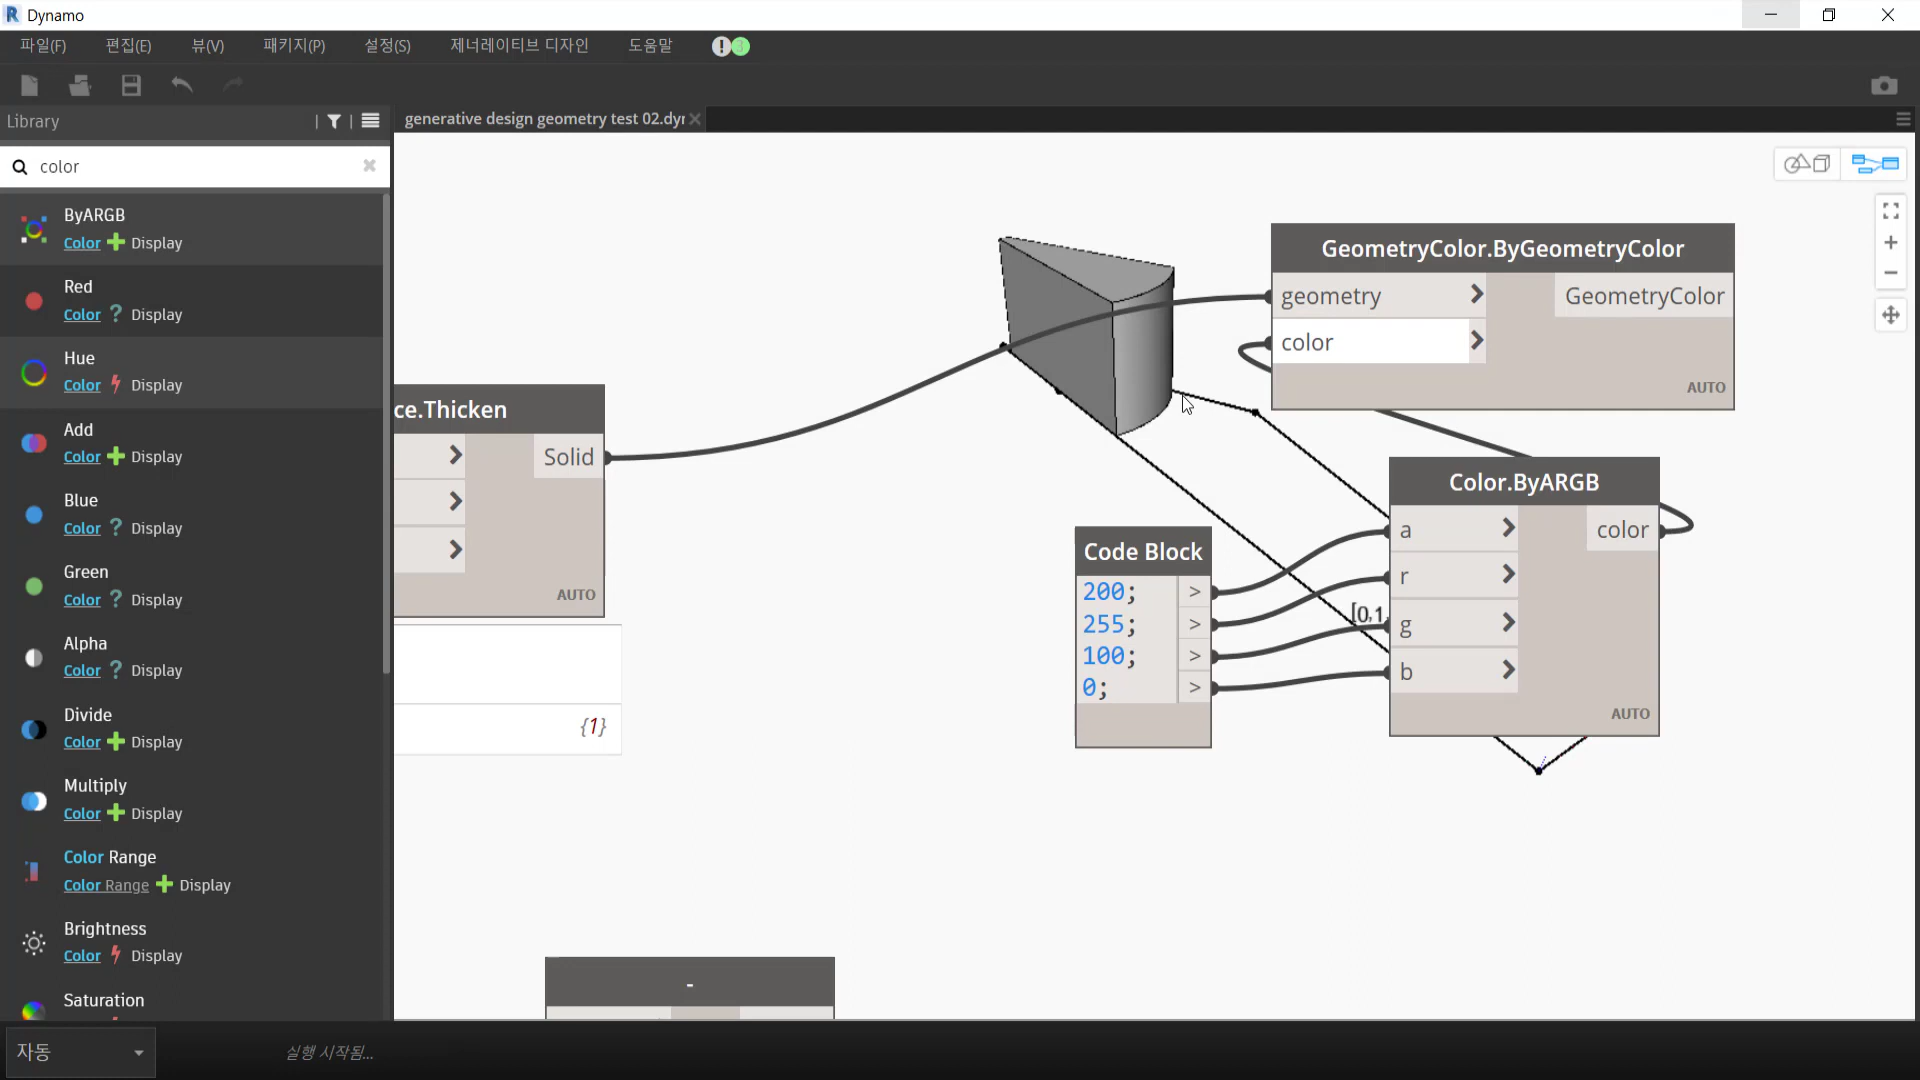 Dynamo
파일(F) 편집(E) 뷰(V) 패키지(P) 설정(S) 제너레이티브 디자인 도움말
Library
generative design geometry test 02.dyn
color
ByARGB
Color Display
Red
Color ? Display
Hue
Color Display
Add
Color Display
Blue
Color ? Display
Green
Color ? Display
Alpha
Color ? Display
Divide
Color Display
Multiply
Color Display
Color Range
Color Range Display
Brightness
Color Display
Saturation
GeometryColor.ByGeometryColor
geometry > GeometryColor
color >
AUTO
ce.Thicken
> Solid
>
>
AUTO
{1}
Color.ByARGB
a > color
r >
g >
b >
AUTO
Code Block
200; >
255; >
100; >
0; >
[0,1,
-
자동
실행 시작됨...